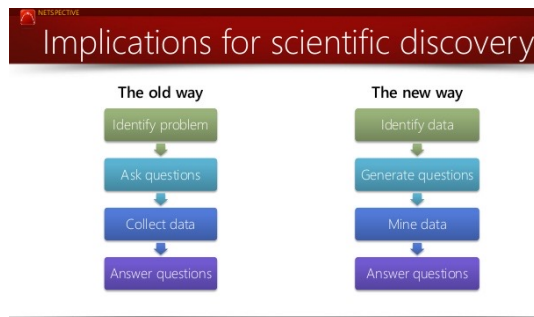 NETSPECTIVE
Implications for scientific discovery
The old way
Identify problem
Ask questions
Collect data
Answer questions
The new way
Identify data
Generate questions
Mine data
Answer questions